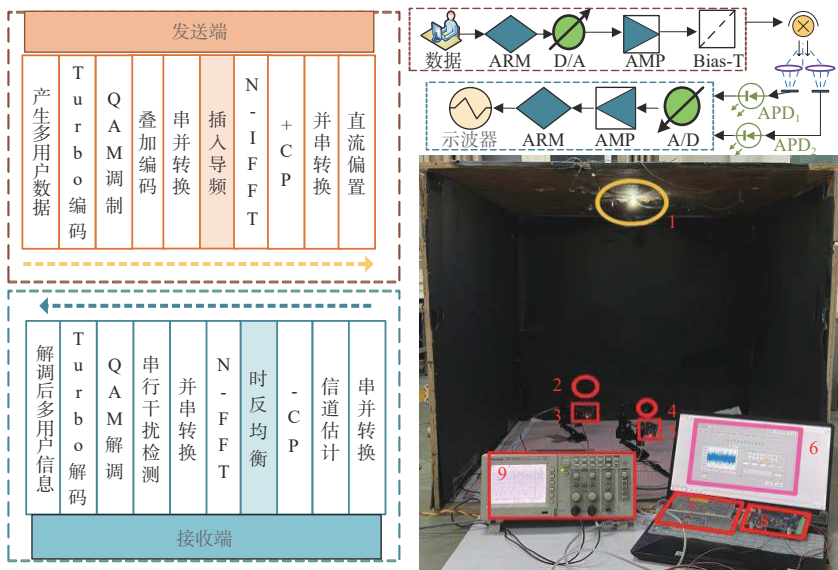 发送端
产生多用户数据
Turbo编码
QAM调制
叠加编码
串并转换
插入导频
N-IFFT
+CP
并串转换
直流偏置
解调后多用户信息
Turbo解码
QAM解调
串行干扰检测
并串转换
N-FFT
时反均衡
-CP
信道估计
串并转换
接收端
数据
ARM
D/A
AMP
Bias-T
示波器
ARM
AMP
A/D
APD1
APD2
1
2
3
4
6
8
9